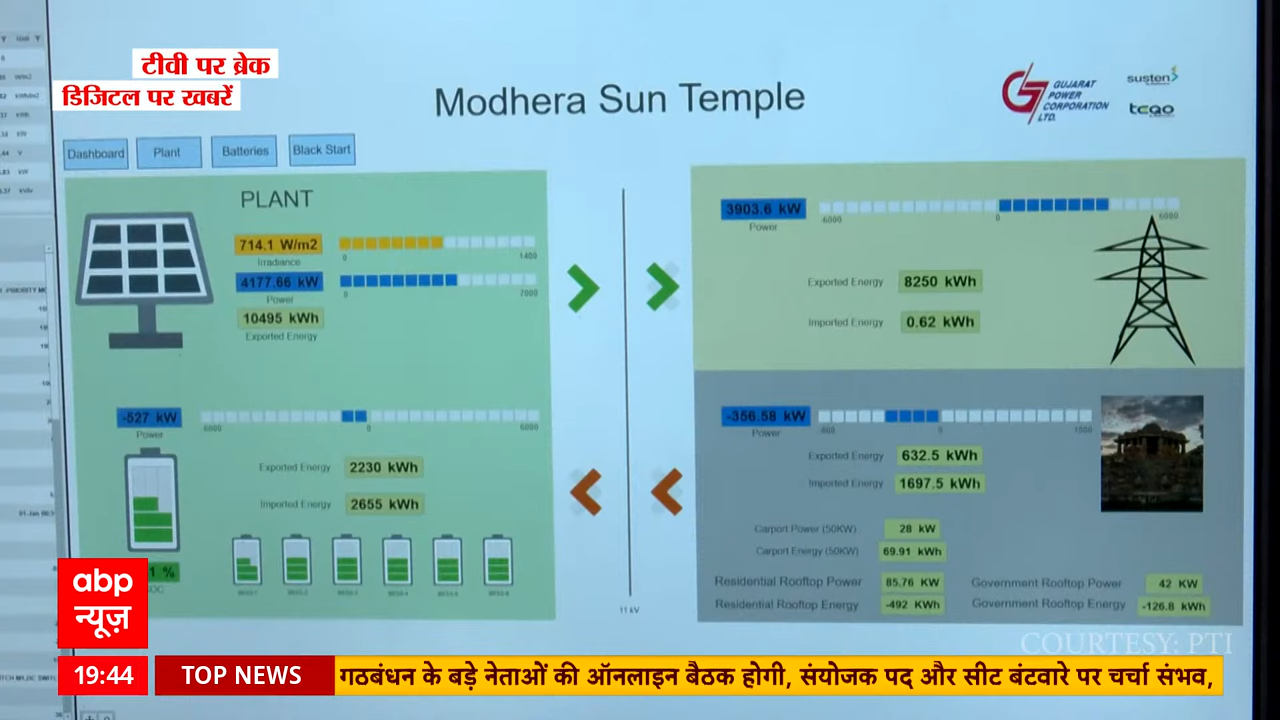 टीवी पर ब्रेक
डिजिटल पर खबरें
Modhera Sun Temple
GUJARAT
POWER
CORPORATION
LTD.
susten
teqo
Dashboard
Plant
Batteries
Black Start
PLANT
714.1 W/m2
Irradiance
0
1400
4177.66 kW
Power
0
7000
10495 kWh
Exported Energy
-527 kW
Power
6000
0
6000
Exported Energy
2230 kWh
Imported Energy
2655 kWh
11 kV
3903.6 kW
Power
6000
0
6000
Exported Energy
8250 kWh
Imported Energy
0.62 kWh
-356.58 kW
Power
0
1000
Exported Energy
632.5 kWh
Imported Energy
1697.5 kWh
Carport Power (50KW)
28 kW
Carport Energy (50KW)
69.91 kWh
Residential Rooftop Power
85.76 KW
Government Rooftop Power
42 KW
Residential Rooftop Energy
-492 KWh
Government Rooftop Energy
-126.8 kWh
COURTESY: PTI
abp
न्यूज़
19:44
TOP NEWS
गठबंधन के बड़े नेताओं की ऑनलाइन बैठक होगी, संयोजक पद और सीट बंटवारे पर चर्चा संभव,